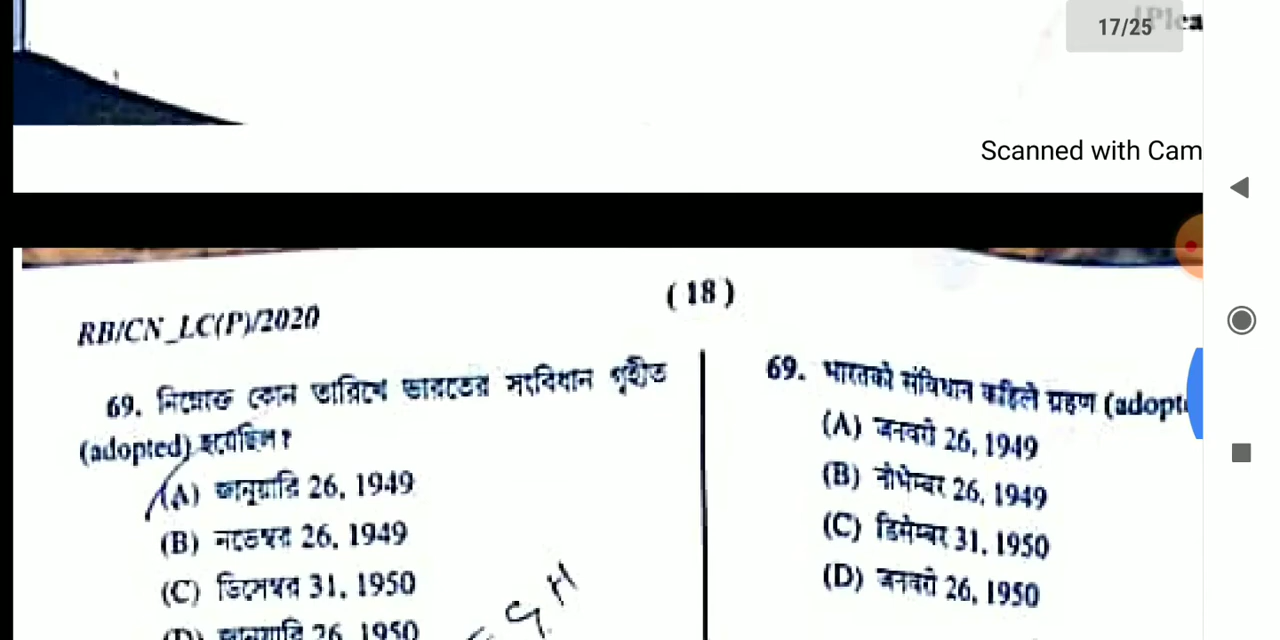 17/25
Scanned with Cam
( 18 )
RB/CN_LC(P)/2020
69. নিম্নোক্ত কোন তারিখে ভারতের সংবিধান গৃহীত
(adopted) হয়েছিল?
(A) জানুয়ারি 26, 1949
(B) নভেম্বর 26, 1949
(C) ডিসেম্বর 31, 1950
(D) জানুয়ারি 26, 1950
69. भारतको संविधान कहिले ग्रहण (adopt
(A) जनवरी 26, 1949
(B) नोभेम्बर 26, 1949
(C) डिसेम्बर 31, 1950
(D) जनवरी 26, 1950